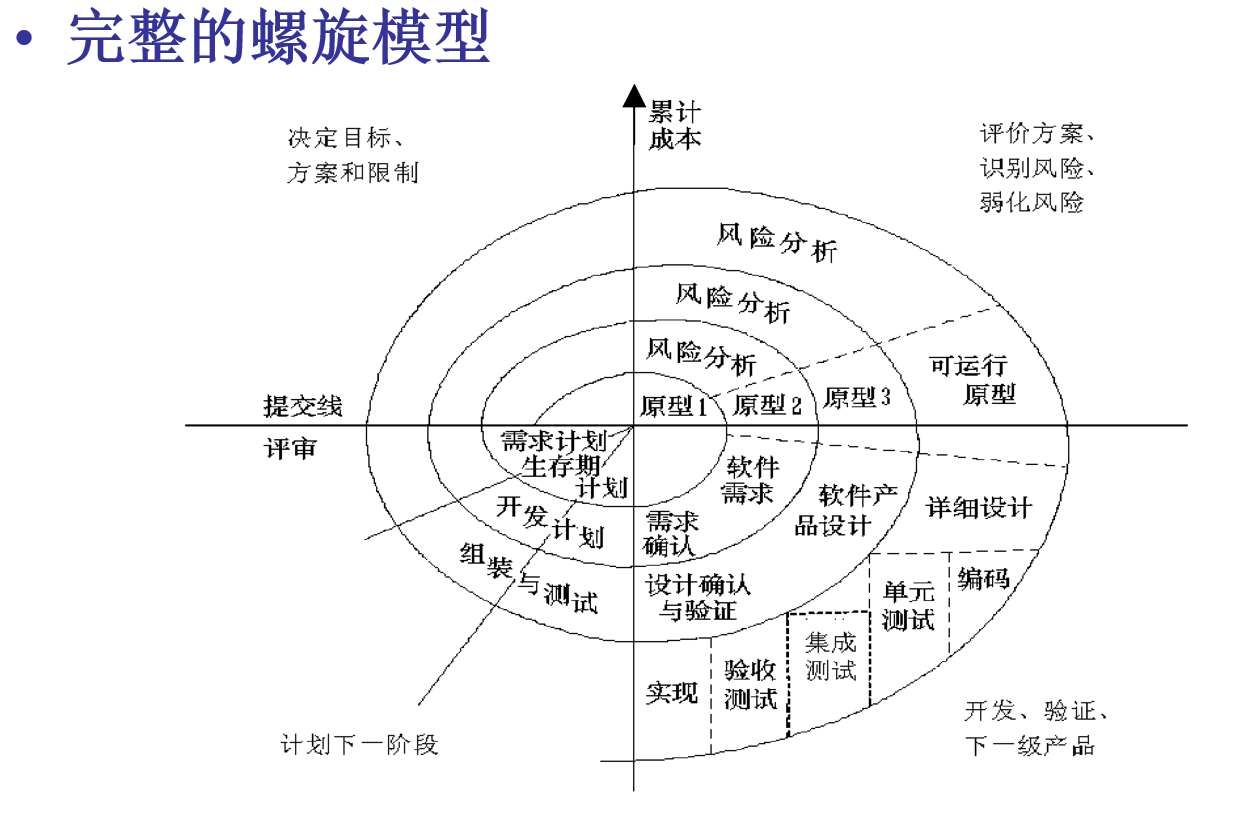 • 完整的螺旋模型
累计
成本
决定目标、
方案和限制
评价方案、
识别风险、
弱化风险
风险分析
风险分析
风险分析
可运行
原型
原型1
原型2
原型3
提交线
评审
需求计划
生存期
计划
开发计划
组装与测试
软件
需求
需求
确认
软件产
品设计
详细设计
设计确认
与验证
编码
单元
测试
集成
测试
验收
测试
实现
计划下一阶段
开发、验证、
下一级产品